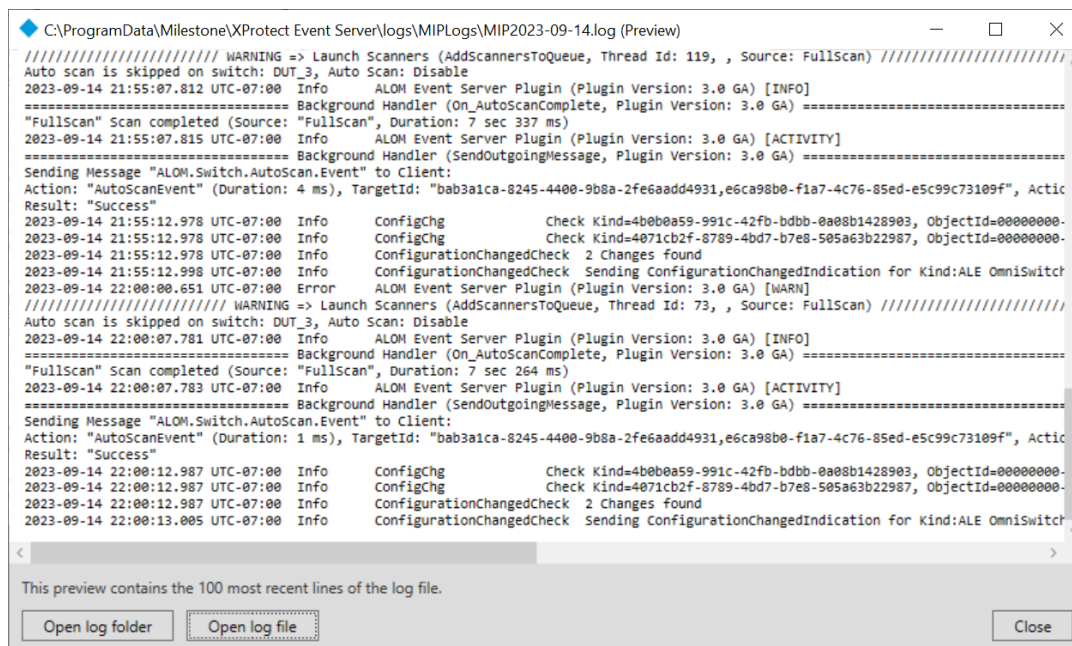 C:\ProgramData\Milestone\XProtect Event Server\logs\MIPLogs\MIP2023-09-14.log (Preview)
////////////////////////// WARNING => Launch Scanners (AddScannersToQueue, Thread Id: 119, , Source: FullScan) ////////////////////////
Auto scan is skipped on switch: DUT_3, Auto Scan: Disable
2023-09-14 21:55:07.812 UTC-07:00 Info ALOM Event Server Plugin (Plugin Version: 3.0 GA) [INFO]
================================= Background Handler (On_AutoScanComplete, Plugin Version: 3.0 GA) =================================
"FullScan" Scan completed (Source: "FullScan", Duration: 7 sec 337 ms)
2023-09-14 21:55:07.815 UTC-07:00 Info ALOM Event Server Plugin (Plugin Version: 3.0 GA) [ACTIVITY]
================================= Background Handler (SendOutgoingMessage, Plugin Version: 3.0 GA) =================================
Sending Message "ALOM.Switch.AutoScan.Event" to Client:
Action: "AutoScanEvent" (Duration: 4 ms), TargetId: "bab3a1ca-8245-4400-9b8a-2fe6aadd4931,e6ca98b0-f1a7-4c76-85ed-e5c99c73109f", Actic
Result: "Success"
2023-09-14 21:55:12.978 UTC-07:00 Info ConfigChg Check Kind=4b0b0a59-991c-42fb-bdbb-0a08b1428903, ObjectId=00000000-
2023-09-14 21:55:12.978 UTC-07:00 Info ConfigChg Check Kind=4071cb2f-8789-4bd7-b7e8-505a63b22987, ObjectId=00000000-
2023-09-14 21:55:12.978 UTC-07:00 Info ConfigurationChangedCheck 2 Changes found
2023-09-14 21:55:12.998 UTC-07:00 Info ConfigurationChangedCheck Sending ConfigurationChangedIndication for Kind:ALE OmniSwitch
2023-09-14 22:00:00.651 UTC-07:00 Error ALOM Event Server Plugin (Plugin Version: 3.0 GA) [WARN]
////////////////////////// WARNING => Launch Scanners (AddScannersToQueue, Thread Id: 73, , Source: FullScan) ////////////////////////
Auto scan is skipped on switch: DUT_3, Auto Scan: Disable
2023-09-14 22:00:07.781 UTC-07:00 Info ALOM Event Server Plugin (Plugin Version: 3.0 GA) [INFO]
================================= Background Handler (On_AutoScanComplete, Plugin Version: 3.0 GA) =================================
"FullScan" Scan completed (Source: "FullScan", Duration: 7 sec 264 ms)
2023-09-14 22:00:07.783 UTC-07:00 Info ALOM Event Server Plugin (Plugin Version: 3.0 GA) [ACTIVITY]
================================= Background Handler (SendOutgoingMessage, Plugin Version: 3.0 GA) =================================
Sending Message "ALOM.Switch.AutoScan.Event" to Client:
Action: "AutoScanEvent" (Duration: 1 ms), TargetId: "bab3a1ca-8245-4400-9b8a-2fe6aadd4931,e6ca98b0-f1a7-4c76-85ed-e5c99c73109f", Actic
Result: "Success"
2023-09-14 22:00:12.987 UTC-07:00 Info ConfigChg Check Kind=4b0b0a59-991c-42fb-bdbb-0a08b1428903, ObjectId=00000000-
2023-09-14 22:00:12.987 UTC-07:00 Info ConfigChg Check Kind=4071cb2f-8789-4bd7-b7e8-505a63b22987, ObjectId=00000000-
2023-09-14 22:00:12.987 UTC-07:00 Info ConfigurationChangedCheck 2 Changes found
2023-09-14 22:00:13.005 UTC-07:00 Info ConfigurationChangedCheck Sending ConfigurationChangedIndication for Kind:ALE OmniSwitch
This preview contains the 100 most recent lines of the log file.
Open log folder
Open log file
Close